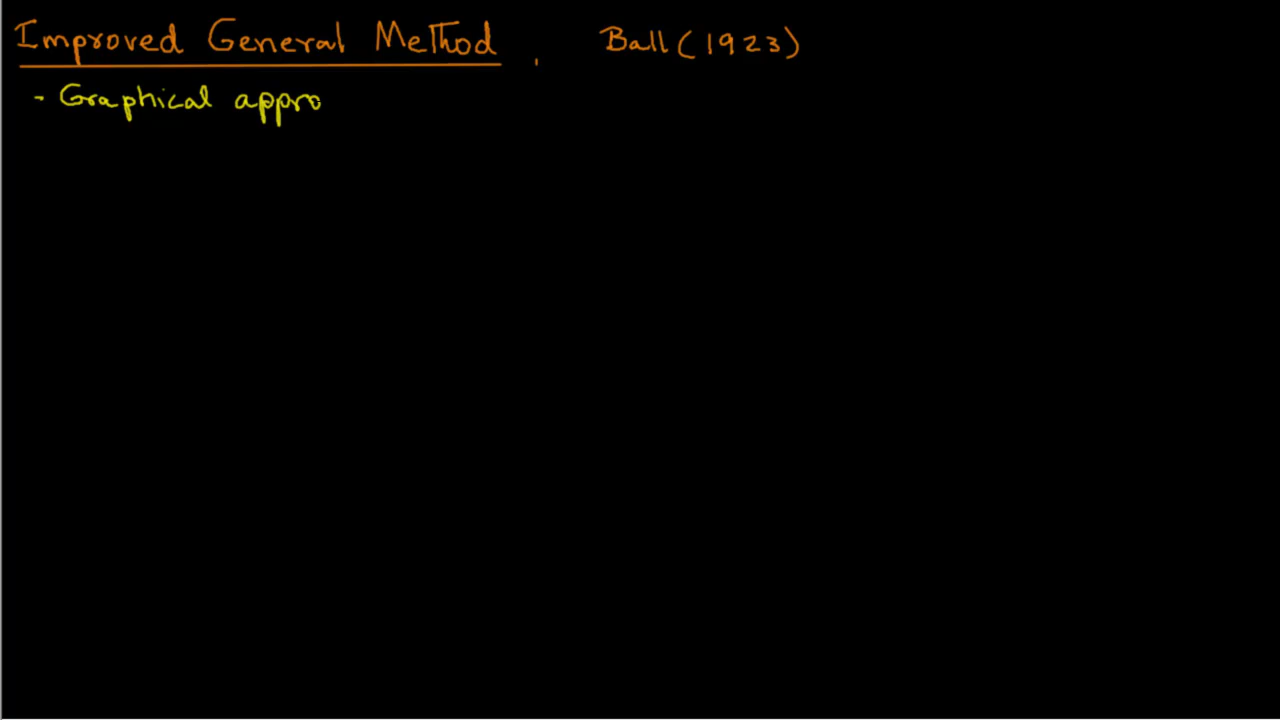 Improved General Method . Ball (1923)
- Graphical appro